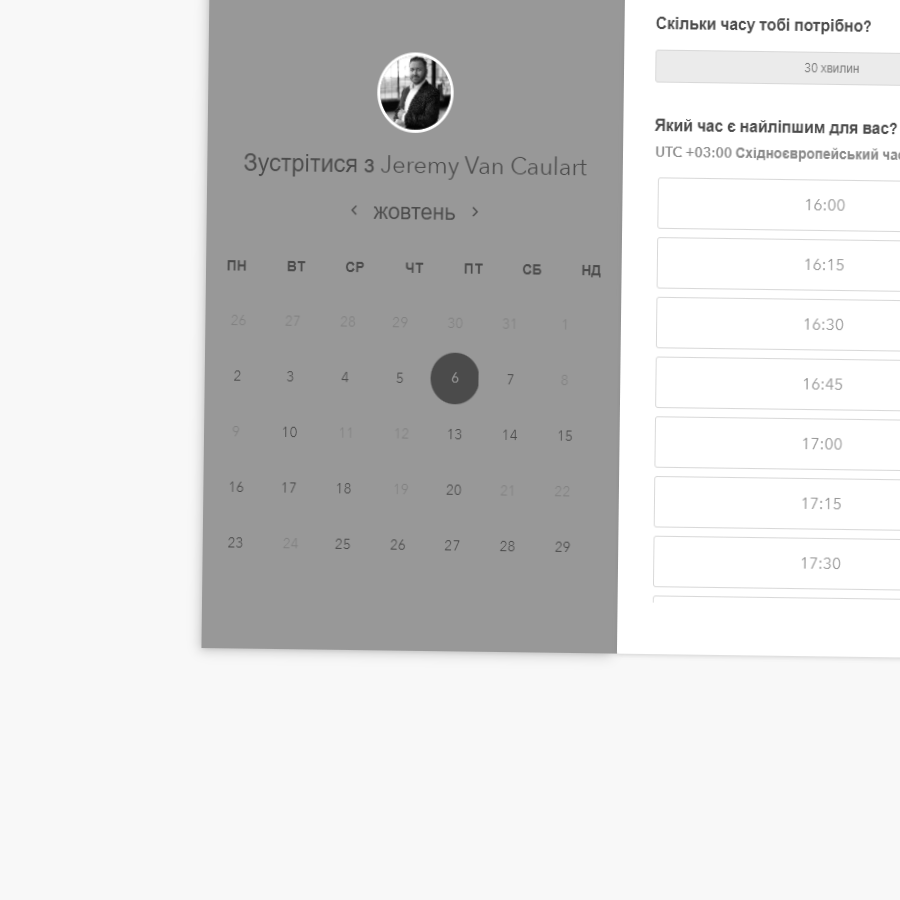 Зустрітися з Jeremy Van Caulart
‹ жовтень ›
ПН ВТ СР ЧТ ПТ СБ НД
26 27 28 29 30 31 1
2 3 4 5 6 7 8
9 10 11 12 13 14 15
16 17 18 19 20 21 22
23 24 25 26 27 28 29
Скільки часу тобі потрібно?
30 хвилин
Який час є найліпшим для вас?
UTC +03:00 Східноєвропейський
16:00
16:15
16:30
16:45
17:00
17:15
17:30